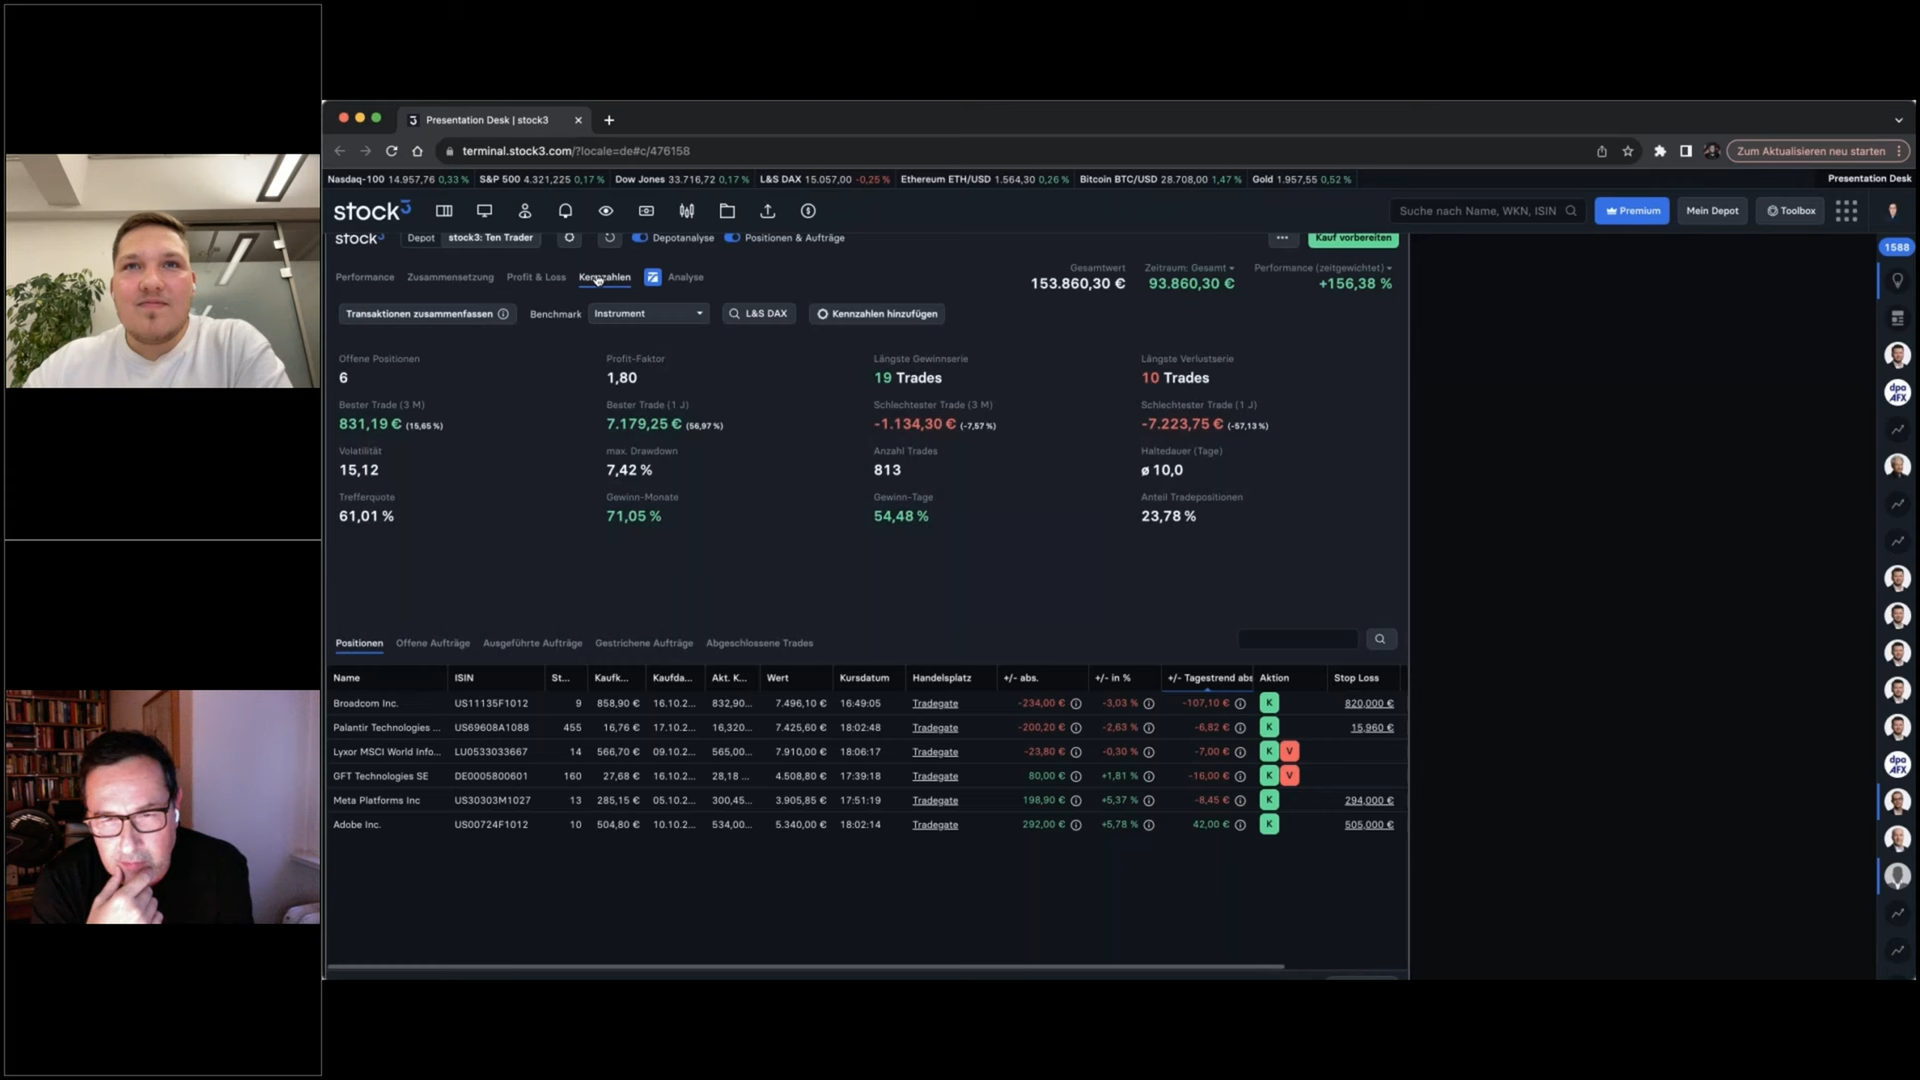 Presentation Desk | stock3
terminal.stock3.com/?locale=de#c/476158
Zum Aktualisieren neu starten
Nasdaq-100 14.957,76 0,33 % S&P 500 4.321,225 0,17 % Dow Jones 33.716,72 0,17 % L&S DAX 15.057,00 -0,25 % Ethereum ETH/USD 1.564,30 0,26 % Bitcoin BTC/USD 28.708,00 1,47 % Gold 1.957,55 0,52 %
Presentation Desk
stock3
Suche nach Name, WKN, ISIN
Premium
Mein Depot
Toolbox
stock3 Depot stock3: Ten Trader Depotanalyse Positionen & Aufträge
Kauf vorbereiten
1588
Performance Zusammensetzung Profit & Loss Kennzahlen Analyse
Gesamtwert Zeitraum: Gesamt Performance (zeitgewichtet)
153.860,30 € 93.860,30 € +156,38 %
Transaktionen zusammenfassen Benchmark Instrument L&S DAX Kennzahlen hinzufügen
Offene Positionen Profit-Faktor Längste Gewinnserie Längste Verlustserie
6 1,80 19 Trades 10 Trades
Bester Trade (3 M) Bester Trade (1 J) Schlechtester Trade (3 M) Schlechtester Trade (1 J)
831,19 € (15,65 %) 7.179,25 € (56,97 %) -1.134,30 € (-7,57 %) -7.223,75 € (-57,13 %)
Volatilität max. Drawdown Anzahl Trades Haltedauer (Tage)
15,12 7,42 % 813 ø 10,0
Trefferquote Gewinn-Monate Gewinn-Tage Anteil Tradepositionen
61,01 % 71,05 % 54,48 % 23,78 %
Positionen Offene Aufträge Ausgeführte Aufträge Gestrichene Aufträge Abgeschlossene Trades
Name ISIN St... Kaufk... Kaufda... Akt. K... Wert Kursdatum Handelsplatz +/- abs. +/- in % +/- Tagestrend abs Aktion Stop Loss
Broadcom Inc. US11135F1012 9 858,90 € 16.10.2... 832,90... 7.496,10 € 16:49:05 Tradegate -234,00 € -3,03 % -107,10 € K 820,000 €
Palantir Technologies ... US69608A1088 455 16,76 € 17.10.2... 16,320... 7.425,60 € 18:02:48 Tradegate -200,20 € -2,63 % -6,82 € K 15,960 €
Lyxor MSCI World Info... LU0533033667 14 566,70 € 09.10.2... 565,00... 7.910,00 € 18:06:17 Tradegate -23,80 € -0,30 % -7,00 € K V
GFT Technologies SE DE0005800601 160 27,68 € 16.10.2... 28,18 ... 4.508,80 € 17:39:18 Tradegate 80,00 € +1,81 % -16,00 € K V
Meta Platforms Inc US30303M1027 13 285,15 € 05.10.2... 300,45... 3.905,85 € 17:51:19 Tradegate 198,90 € +5,37 % -8,45 € K 294,000 €
Adobe Inc. US00724F1012 10 504,80 € 10.10.2... 534,00... 5.340,00 € 18:02:14 Tradegate 292,00 € +5,78 % 42,00 € K 505,000 €
dpa AFX
dpa AFX